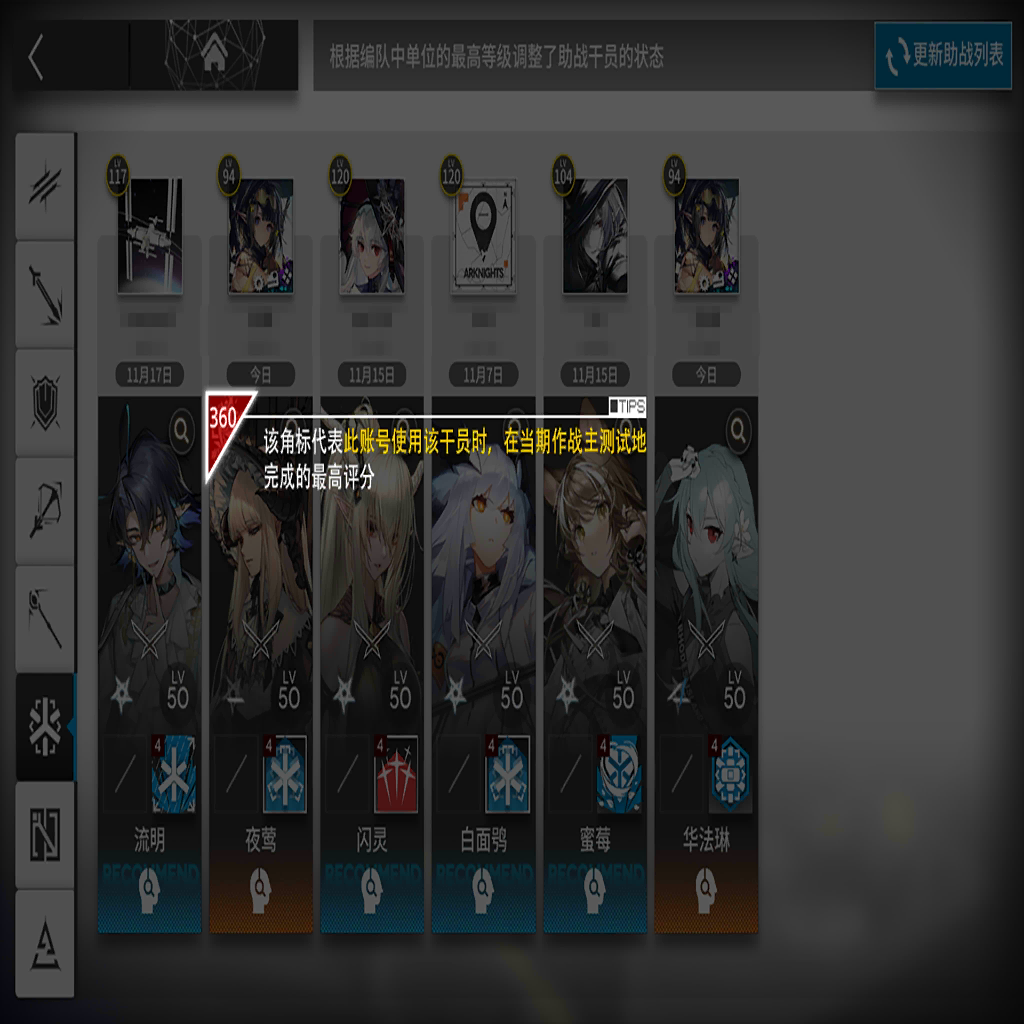 根据编队中单位的最高等级调整了助战干员的状态
更新助战列表
LV 117
LV 94
LV 120
LV 120
LV 104
LV 94
ARKNIGHTS
11月17日
今日
11月15日
11月7日
11月15日
今日
360
TIPS
该角标代表此账号使用该干员时，在当期作战主测试地
完成的最高评分
LV 50
LV 50
LV 50
LV 50
LV 50
LV 50
4
4
4
4
4
4
流明
夜莺
闪灵
白面鸮
蜜莓
华法琳
RECOMMEND
RECOMMEND
RECOMMEND
RECOMMEND